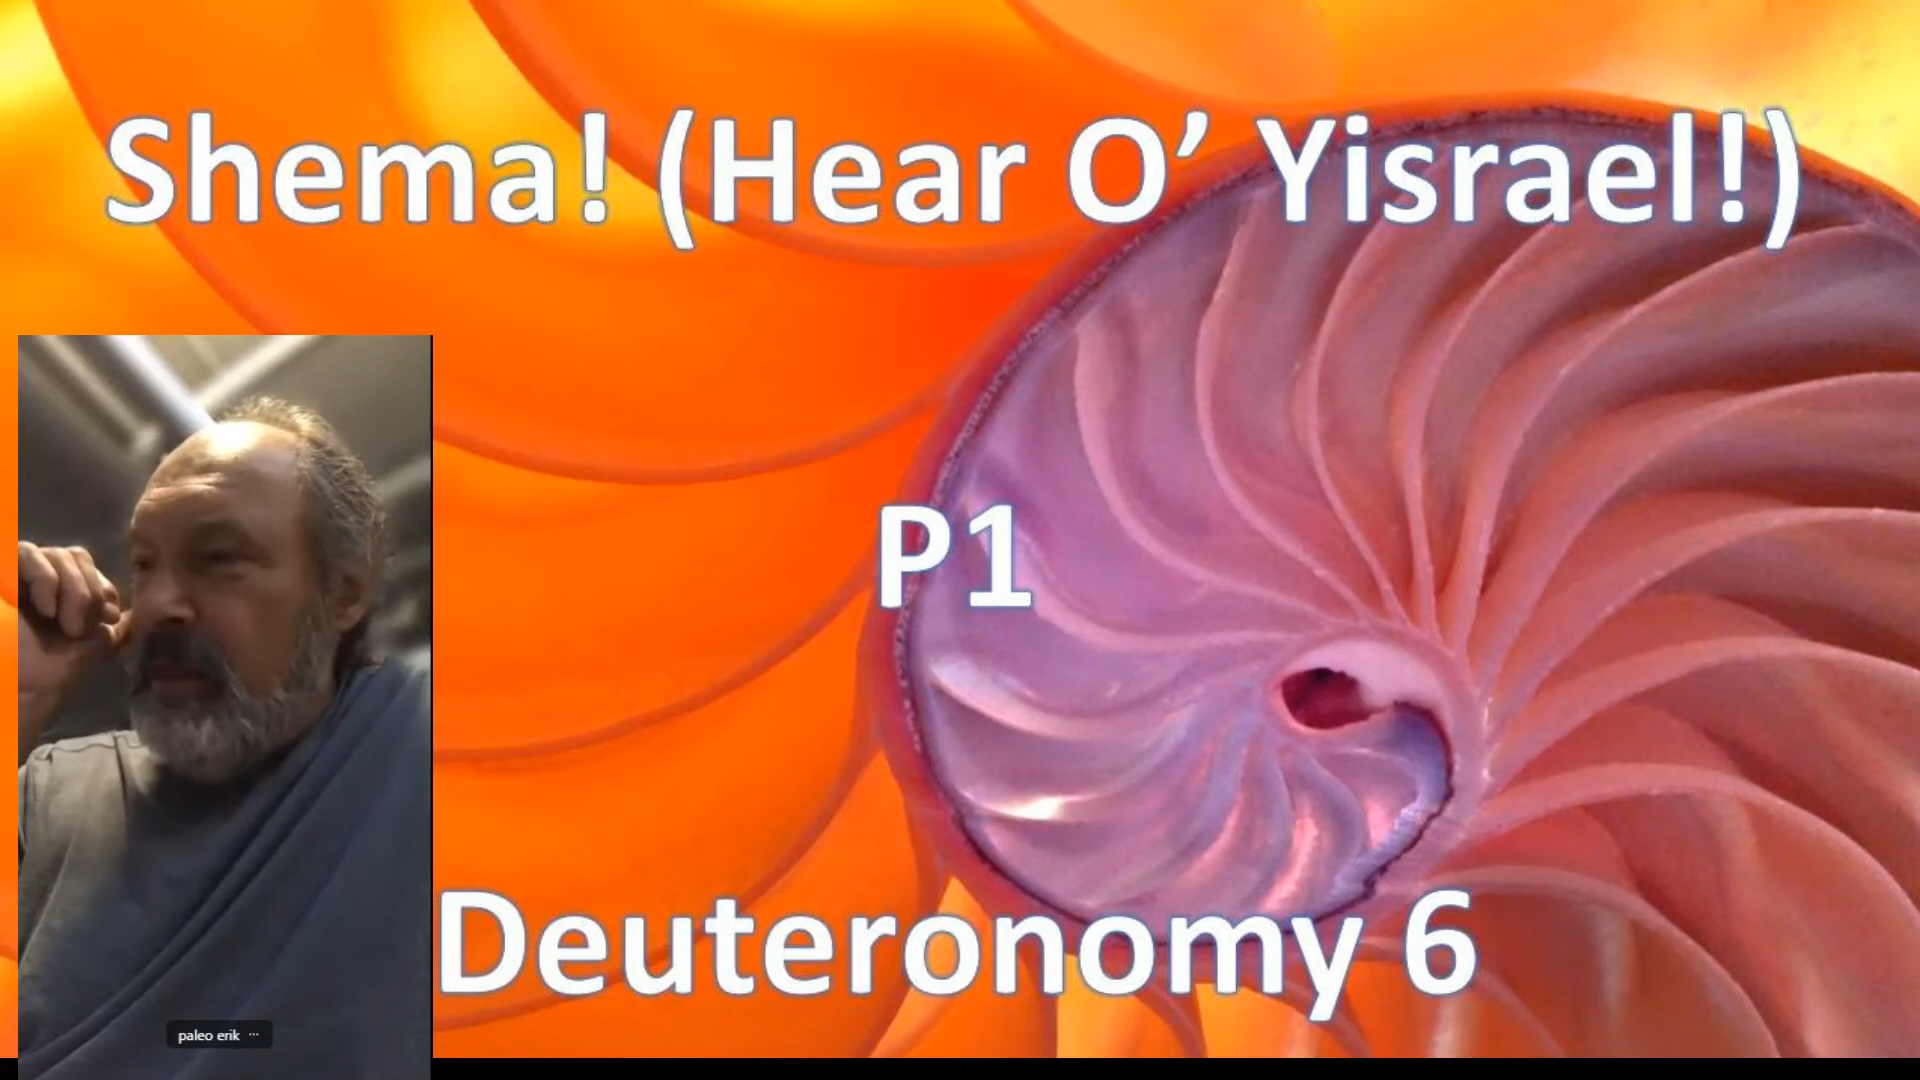 Shema! (Hear O’ Yisrael!)
P1
Deuteronomy 6
paleo erik ···